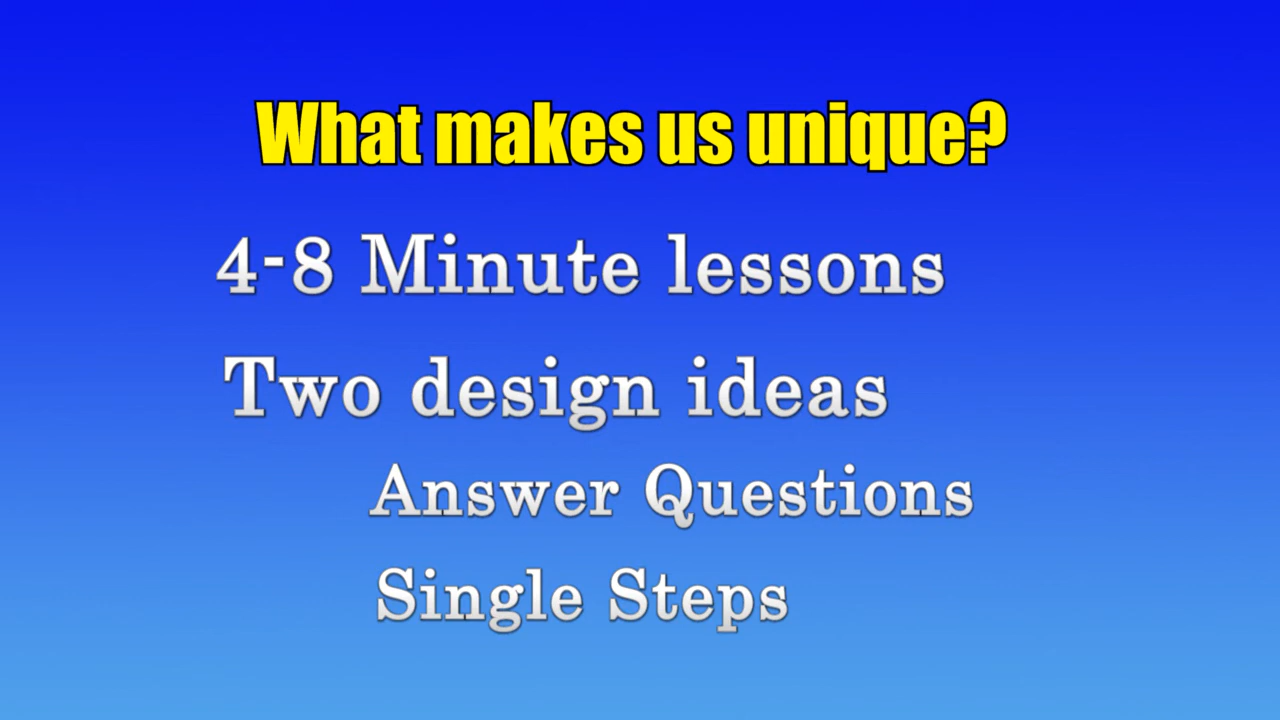 What makes us unique?
4-8 Minute lessons
Two design ideas
Answer Questions
Single Steps